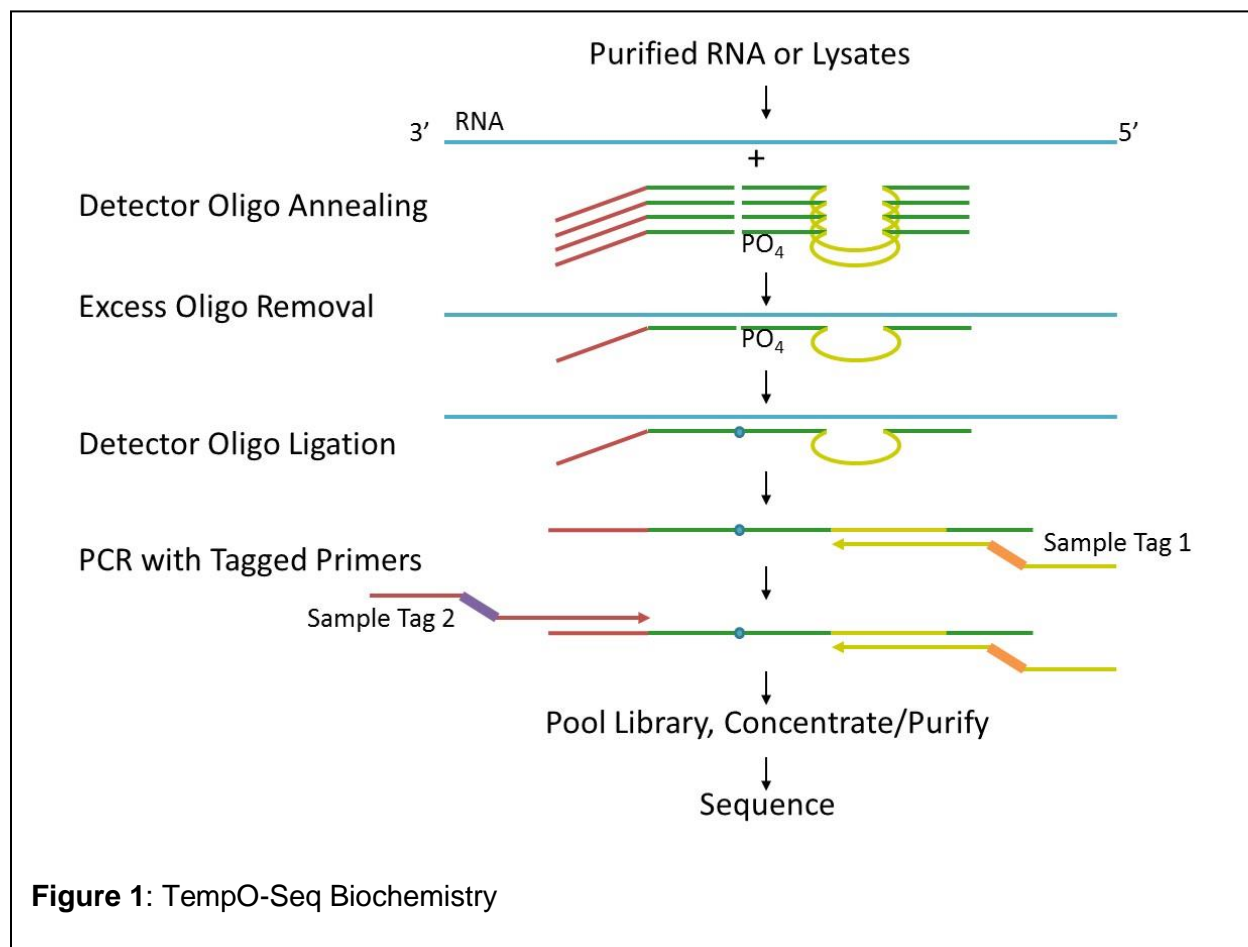 Purified RNA or Lysates
3’ RNA 5’
+
Detector Oligo Annealing
PO₄
Excess Oligo Removal
PO₄
Detector Oligo Ligation
Sample Tag 1
PCR with Tagged Primers
Sample Tag 2
Pool Library, Concentrate/Purify
Sequence
Figure 1: TempO-Seq Biochemistry